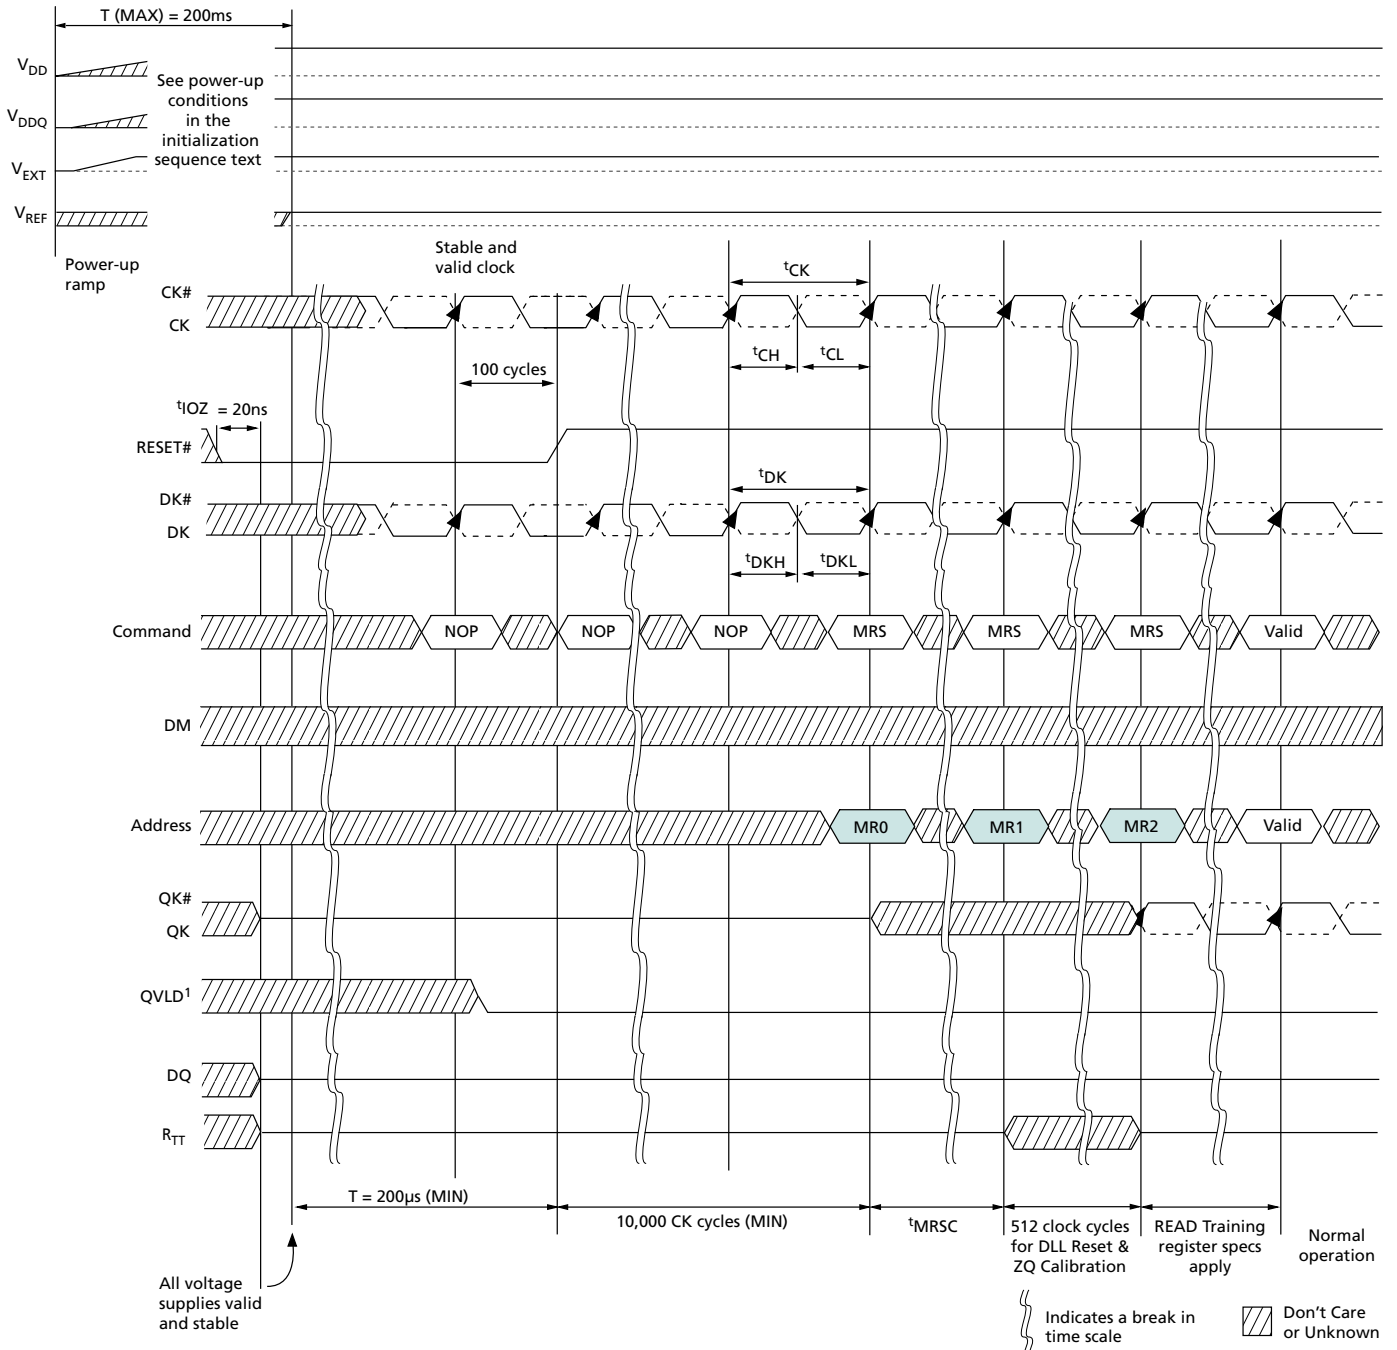 T (MAX) = 200ms
VDD
See power-up
conditions
in the
initialization
sequence text
VDDQ
VEXT
VREF
Power-up
ramp
Stable and
valid clock
tCK
CK#
CK
tCH
tCL
100 cycles
tIOZ = 20ns
RESET#
tDK
DK#
DK
tDKH
tDKL
Command
NOP
NOP
NOP
MRS
MRS
MRS
Valid
DM
Address
MR0
MR1
MR2
Valid
QK#
QK
QVLD1
DQ
RTT
T = 200µs (MIN)
10,000 CK cycles (MIN)
tMRSC
512 clock cycles
for DLL Reset &
ZQ Calibration
READ Training
register specs
apply
Normal
operation
All voltage
supplies valid
and stable
Indicates a break in
time scale
Don't Care
or Unknown